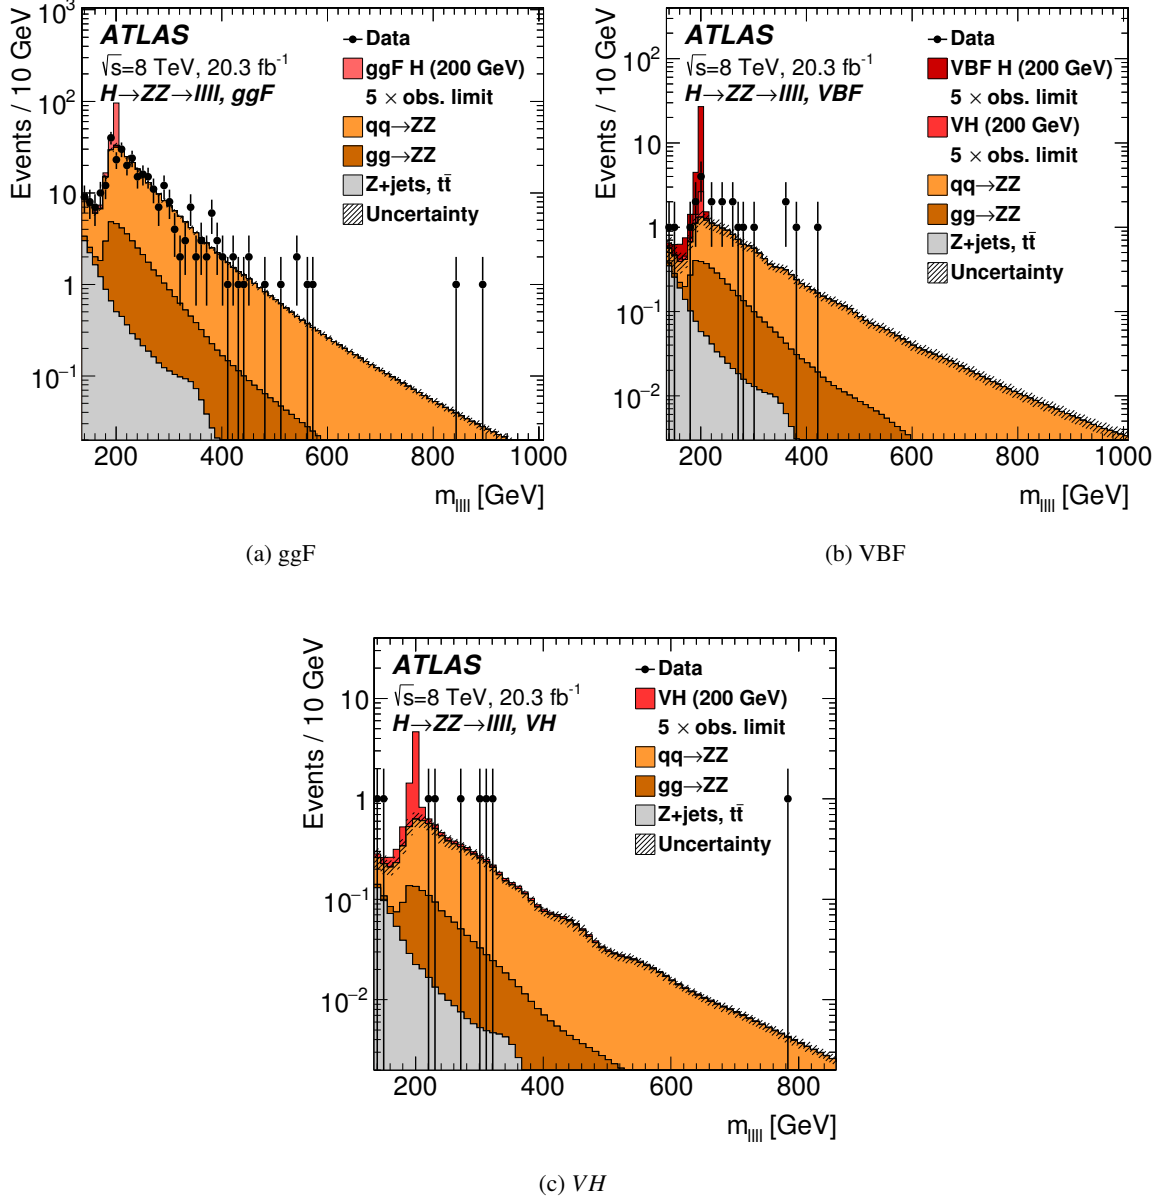 ATLAS
√s=8 TeV, 20.3 fb⁻¹
H→ZZ→llll, ggF
Data
ggF H (200 GeV)
5 × obs. limit
qq→ZZ
gg→ZZ
Z+jets, tt̄
Uncertainty
Events / 10 GeV
10³
10²
10
1
10⁻¹
200 400 600 800 1000
m_llll [GeV]
(a) ggF
ATLAS
√s=8 TeV, 20.3 fb⁻¹
H→ZZ→llll, VBF
Data
VBF H (200 GeV)
5 × obs. limit
VH (200 GeV)
5 × obs. limit
qq→ZZ
gg→ZZ
Z+jets, tt̄
Uncertainty
Events / 10 GeV
10²
10
1
10⁻¹
10⁻²
200 400 600 800 1000
m_llll [GeV]
(b) VBF
ATLAS
√s=8 TeV, 20.3 fb⁻¹
H→ZZ→llll, VH
Data
VH (200 GeV)
5 × obs. limit
qq→ZZ
gg→ZZ
Z+jets, tt̄
Uncertainty
Events / 10 GeV
10
1
10⁻¹
10⁻²
200 400 600 800
m_llll [GeV]
(c) VH